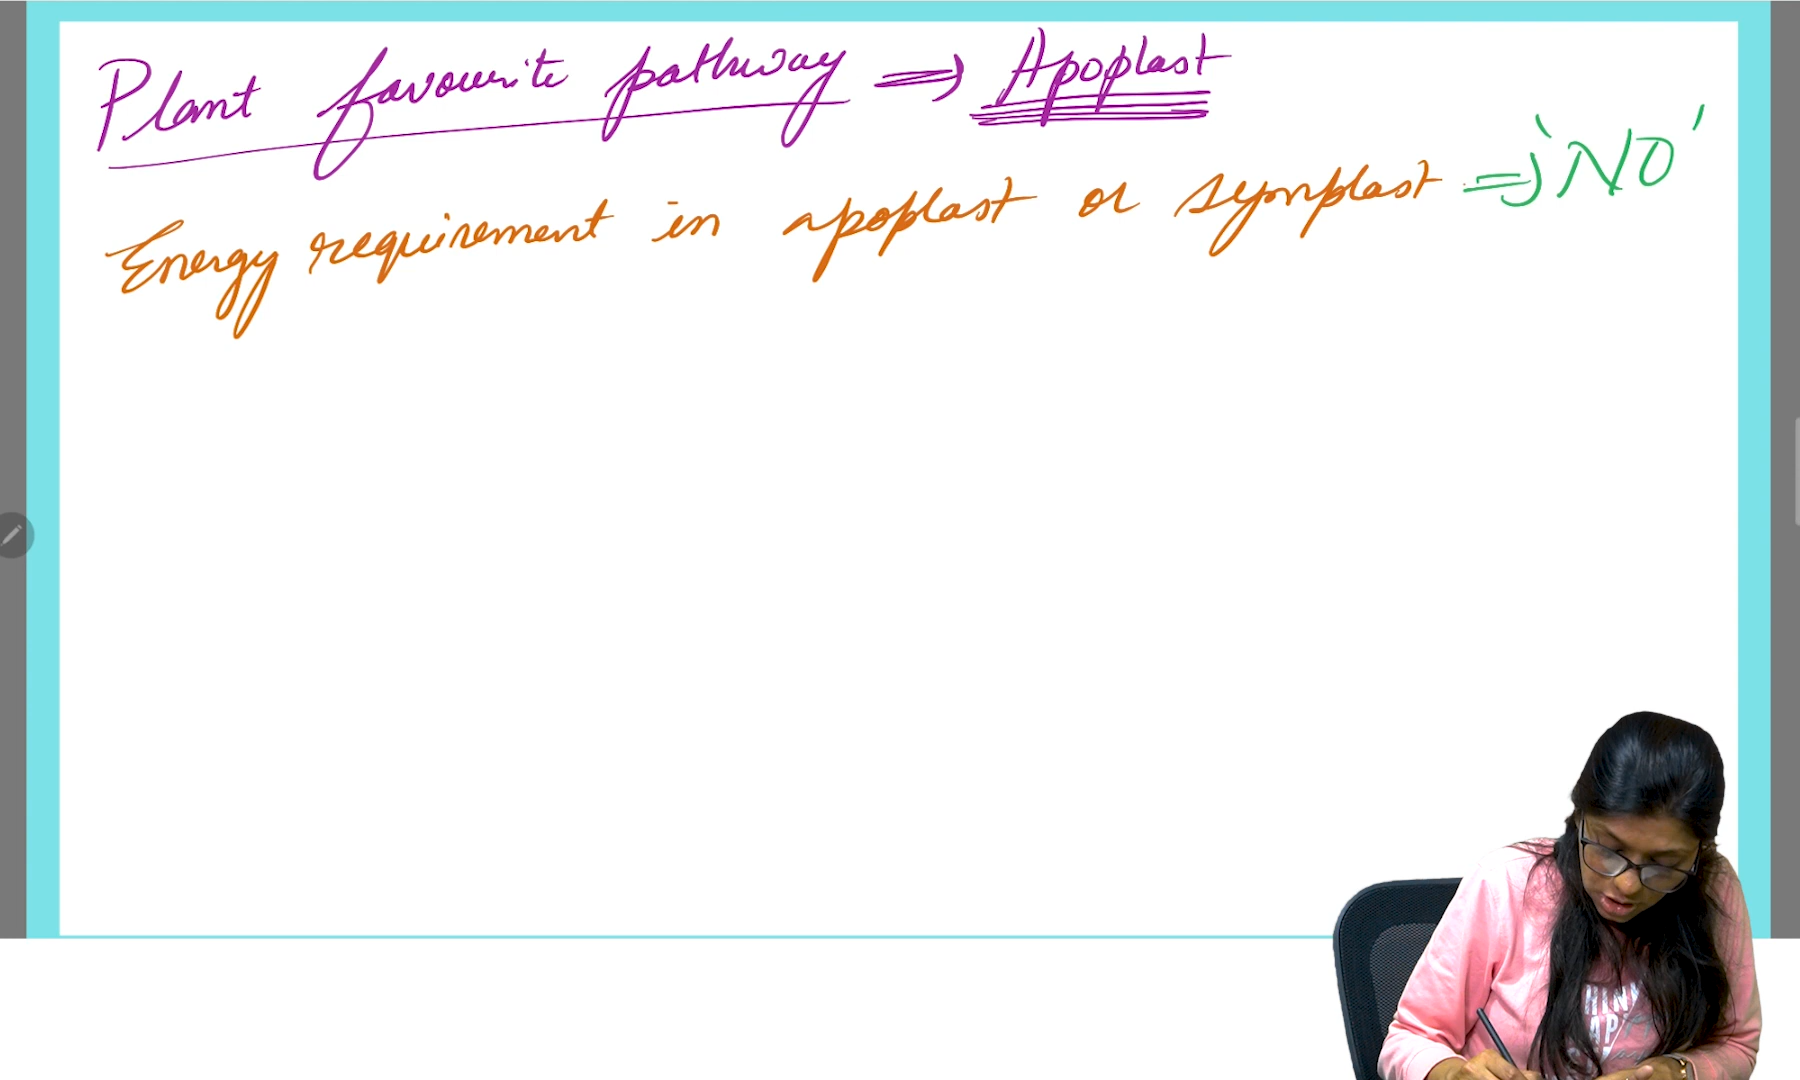 Plant favourite pathway => Apoplast
Energy requirement in apoplast or symplast => 'NO'